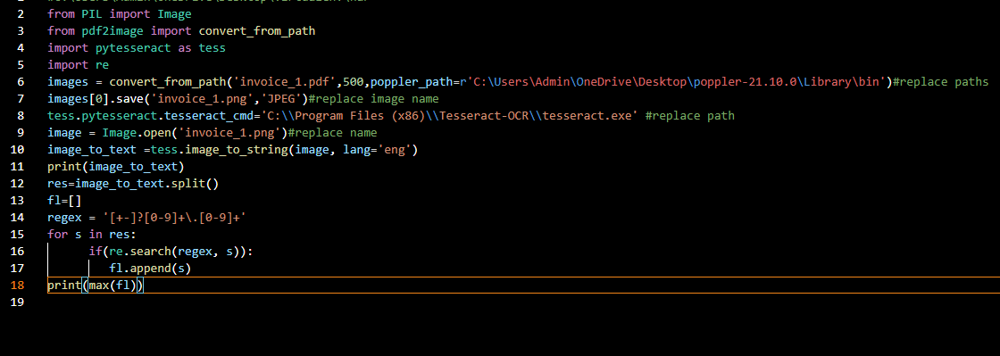 2 from PIL import Image
3 from pdf2image import convert_from_path
4 import pytesseract as tess
5 import re
6 images = convert_from_path('invoice_1.pdf',500,poppler_path=r'C:\Users\Admin\OneDrive\Desktop\poppler-21.10.0\Library\bin')#replace paths
7 images[0].save('invoice_1.png','JPEG')#replace image name
8 tess.pytesseract.tesseract_cmd='C:\\Program Files (x86)\\Tesseract-OCR\\tesseract.exe' #replace path
9 image = Image.open('invoice_1.png')#replace name
10 image_to_text =tess.image_to_string(image, lang='eng')
11 print(image_to_text)
12 res=image_to_text.split()
13 fl=[]
14 regex = '[+-]?[0-9]+\.[0-9]+'
15 for s in res:
16 if(re.search(regex, s)):
17 fl.append(s)
18 print(max(fl))
19